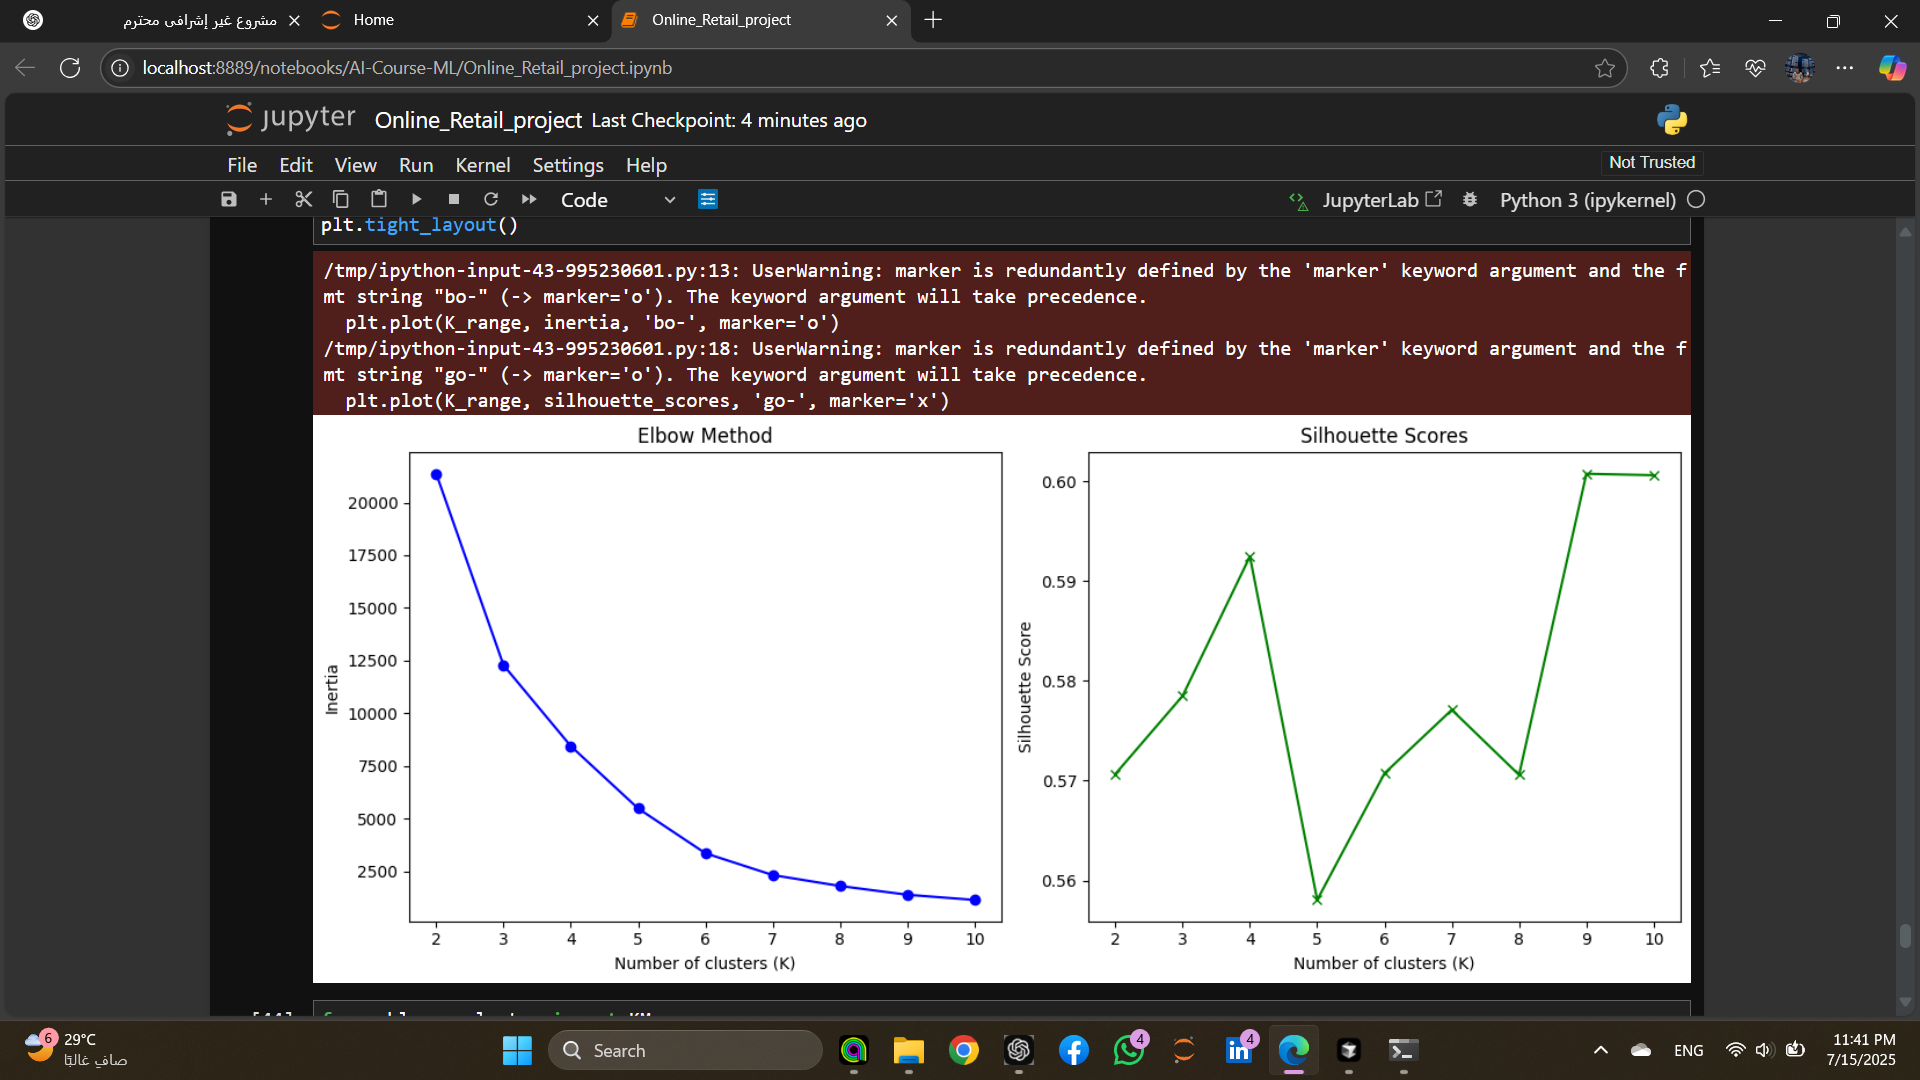 مشروع غير إشرافى محترم
Home
Online_Retail_project
localhost:8889/notebooks/AI-Course-ML/Online_Retail_project.ipynb
jupyter Online_Retail_project Last Checkpoint: 4 minutes ago
File Edit View Run Kernel Settings Help
Not Trusted
Code
JupyterLab
Python 3 (ipykernel)
plt.tight_layout()
/tmp/ipython-input-43-995230601.py:13: UserWarning: marker is redundantly defined by the 'marker' keyword argument and the f
mt string "bo-" (-> marker='o'). The keyword argument will take precedence.
plt.plot(K_range, inertia, 'bo-', marker='o')
/tmp/ipython-input-43-995230601.py:18: UserWarning: marker is redundantly defined by the 'marker' keyword argument and the f
mt string "go-" (-> marker='o'). The keyword argument will take precedence.
plt.plot(K_range, silhouette_scores, 'go-', marker='x')
Elbow Method
20000
17500
15000
12500
10000
7500
5000
2500
Inertia
2 3 4 5 6 7 8 9 10
Number of clusters (K)
Silhouette Scores
0.60
0.59
0.58
0.57
0.56
Silhouette Score
2 3 4 5 6 7 8 9 10
Number of clusters (K)
6
29°C
صافٍ غالبًا
Search
4
4
ENG
11:41 PM
7/15/2025